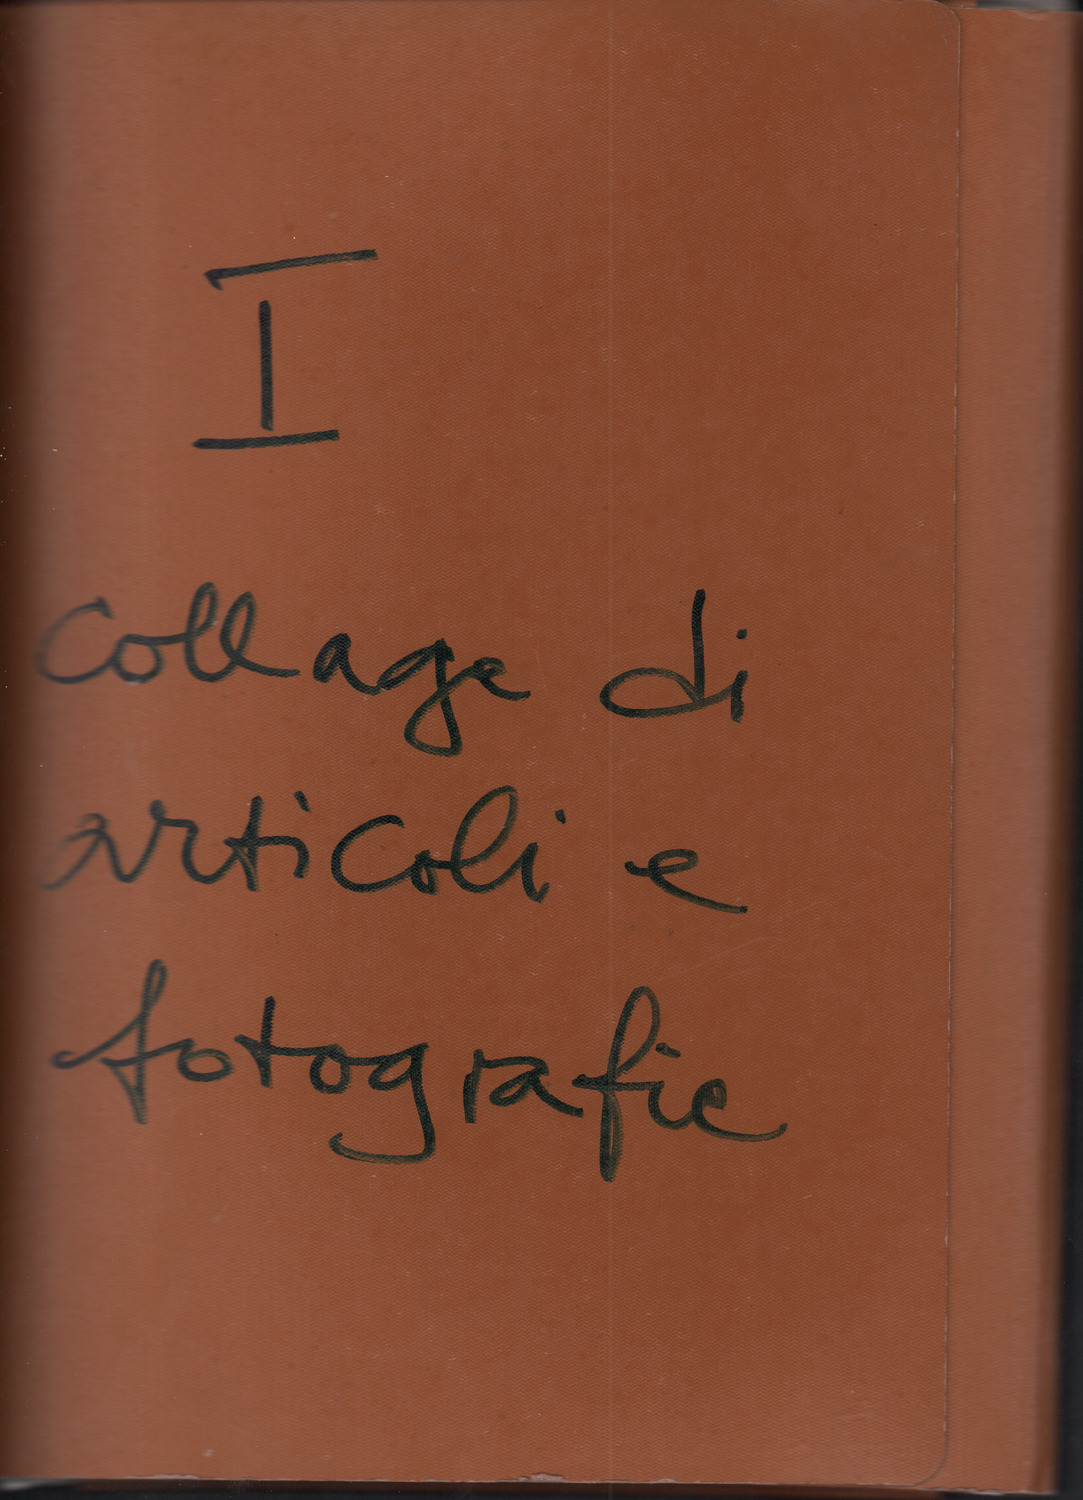 I
Collage di
articoli e
fotografie